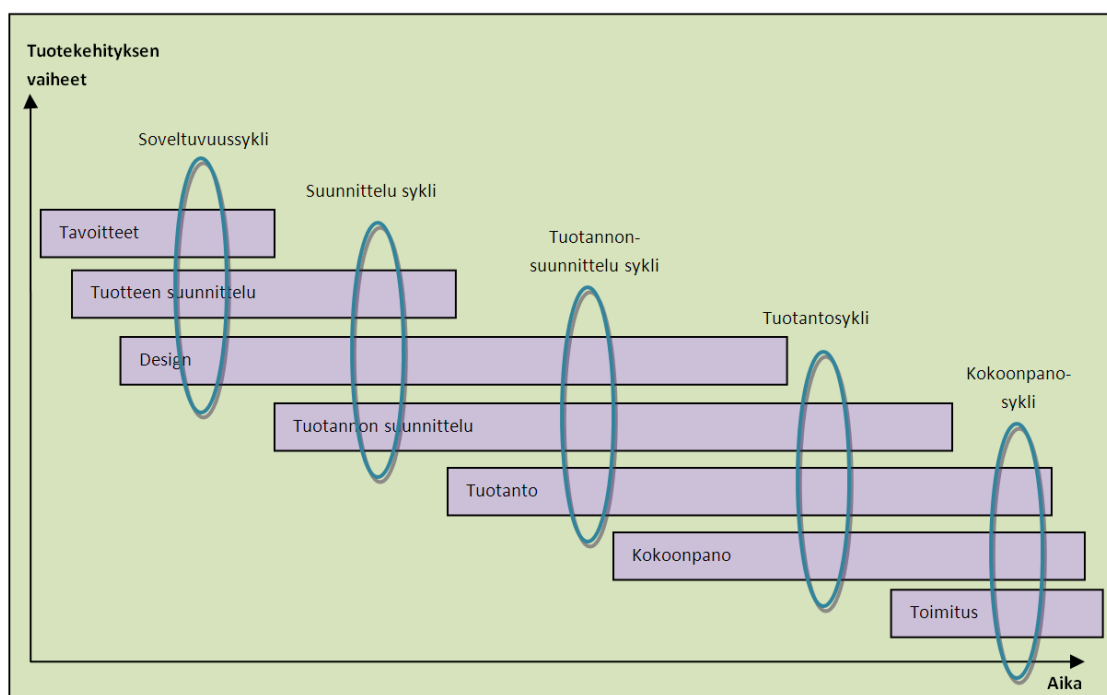 Tuotekehityksen
vaiheet
Soveltuvuussykli
Suunnittelu sykli
Tavoitteet
Tuotannon-
suunnittelu sykli
Tuotteen suunnittelu
Tuotantosykli
Design
Kokoonpano-
sykli
Tuotannon suunnittelu
Tuotanto
Kokoonpano
Toimitus
Aika